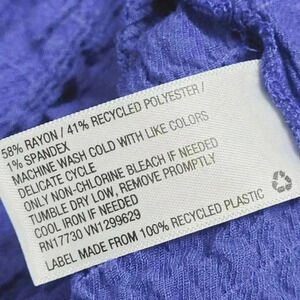 58% RAYON / 41% RECYCLED POLYESTER /
1% SPANDEX
MACHINE WASH COLD WITH LIKE COLORS
DELICATE CYCLE
ONLY NON-CHLORINE BLEACH IF NEEDED
TUMBLE DRY LOW, REMOVE PROMPTLY
COOL IRON IF NEEDED
RN17730 VN1299629
LABEL MADE FROM 100% RECYCLED PLASTIC